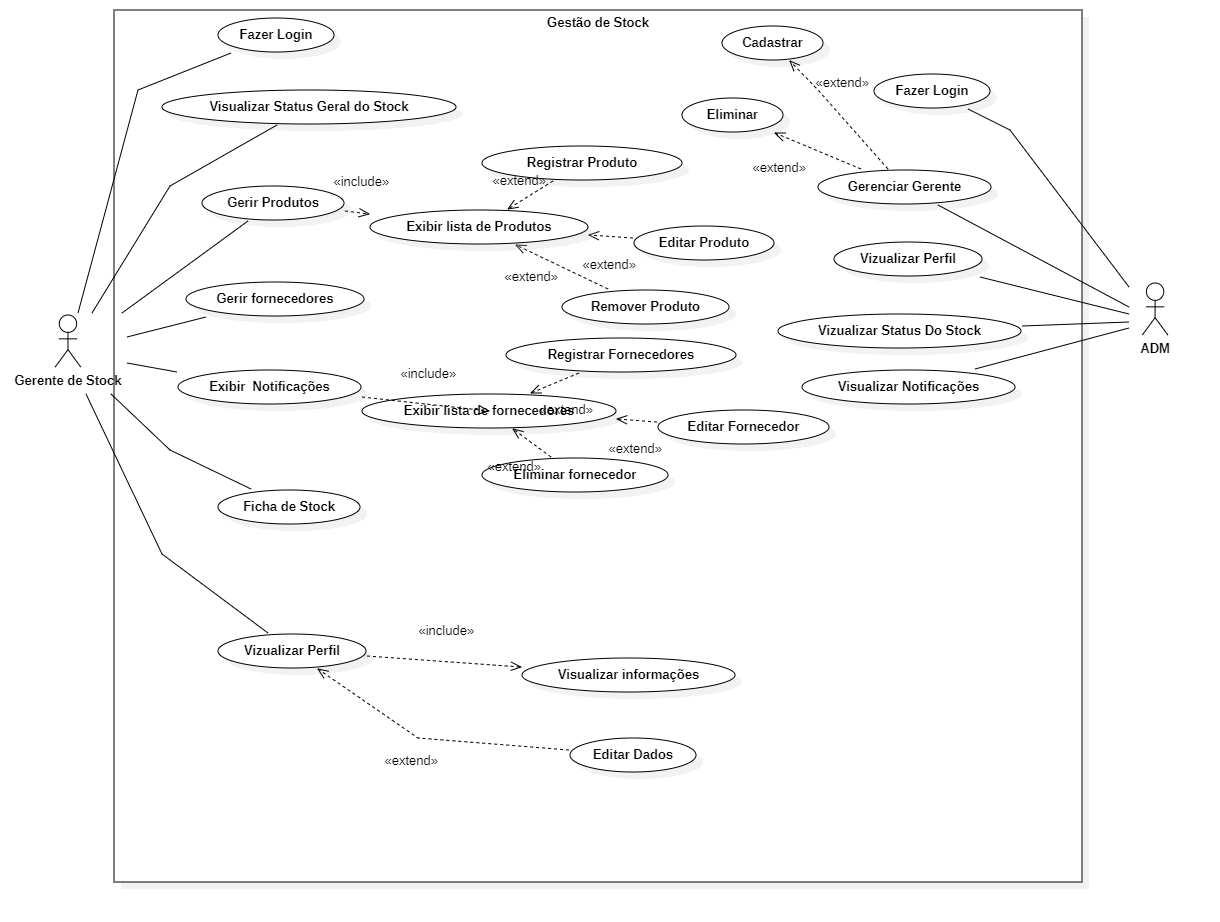 Gestão de Stock
Fazer Login
Cadastrar
«extend»
Fazer Login
Visualizar Status Geral do Stock
Eliminar
Registrar Produto
«extend»
«include»
«extend»
Gerenciar Gerente
Gerir Produtos
Exibir lista de Produtos
Editar Produto
Vizualizar Perfil
«extend»
«extend»
Gerir fornecedores
Remover Produto
Vizualizar Status Do Stock
ADM
Registrar Fornecedores
«include»
Gerente de Stock
Exibir  Notificações
Visualizar Notificações
Exibir lista de fornecedores
«extend»
Editar Fornecedor
«extend»
«extend»
Eliminar fornecedor
Ficha de Stock
«include»
Vizualizar Perfil
Visualizar informações
Editar Dados
«extend»